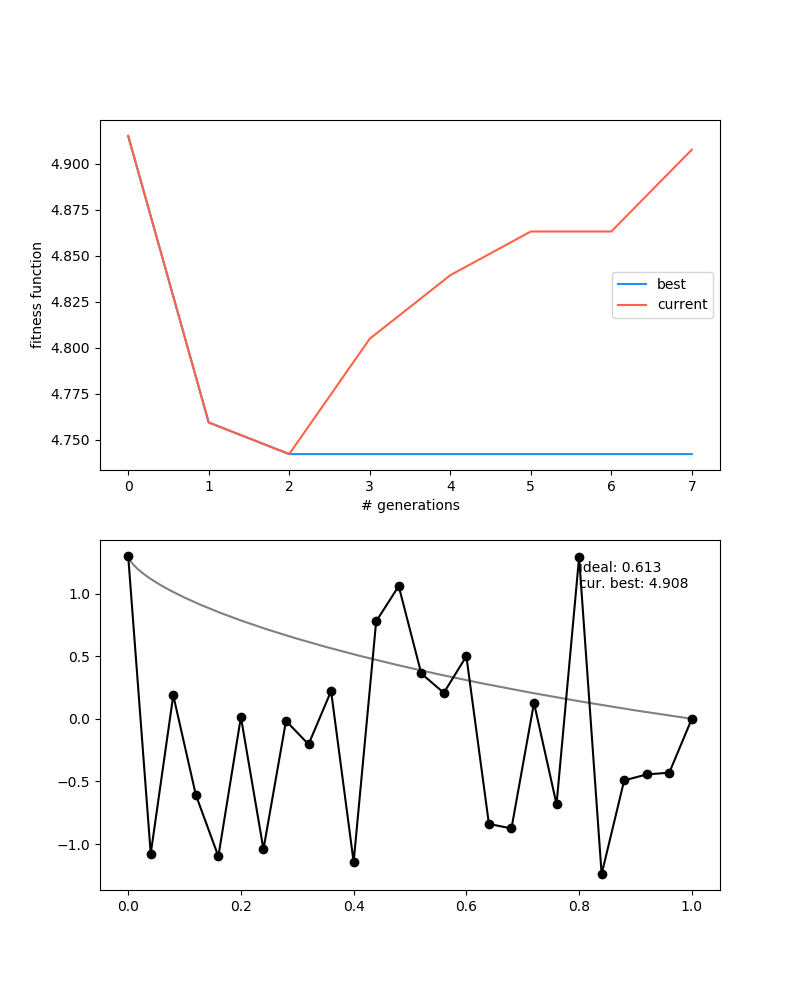 4.900
4.875
4.850
4.825
4.800
4.775
4.750
fitness function
best
current
0 1 2 3 4 5 6 7
# generations
ideal: 0.613
cur. best: 4.908
1.0
0.5
0.0
−0.5
−1.0
0.0 0.2 0.4 0.6 0.8 1.0